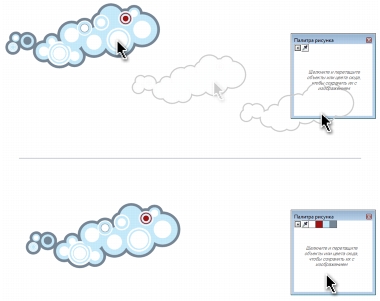 Палитра рисунка
Щелкните и перетащите
объекты или цвета сюда,
чтобы сохранить их с
изображением
Палитра рисунка
Щелкните и перетащите
объекты или цвета сюда,
чтобы сохранить их с
изображением